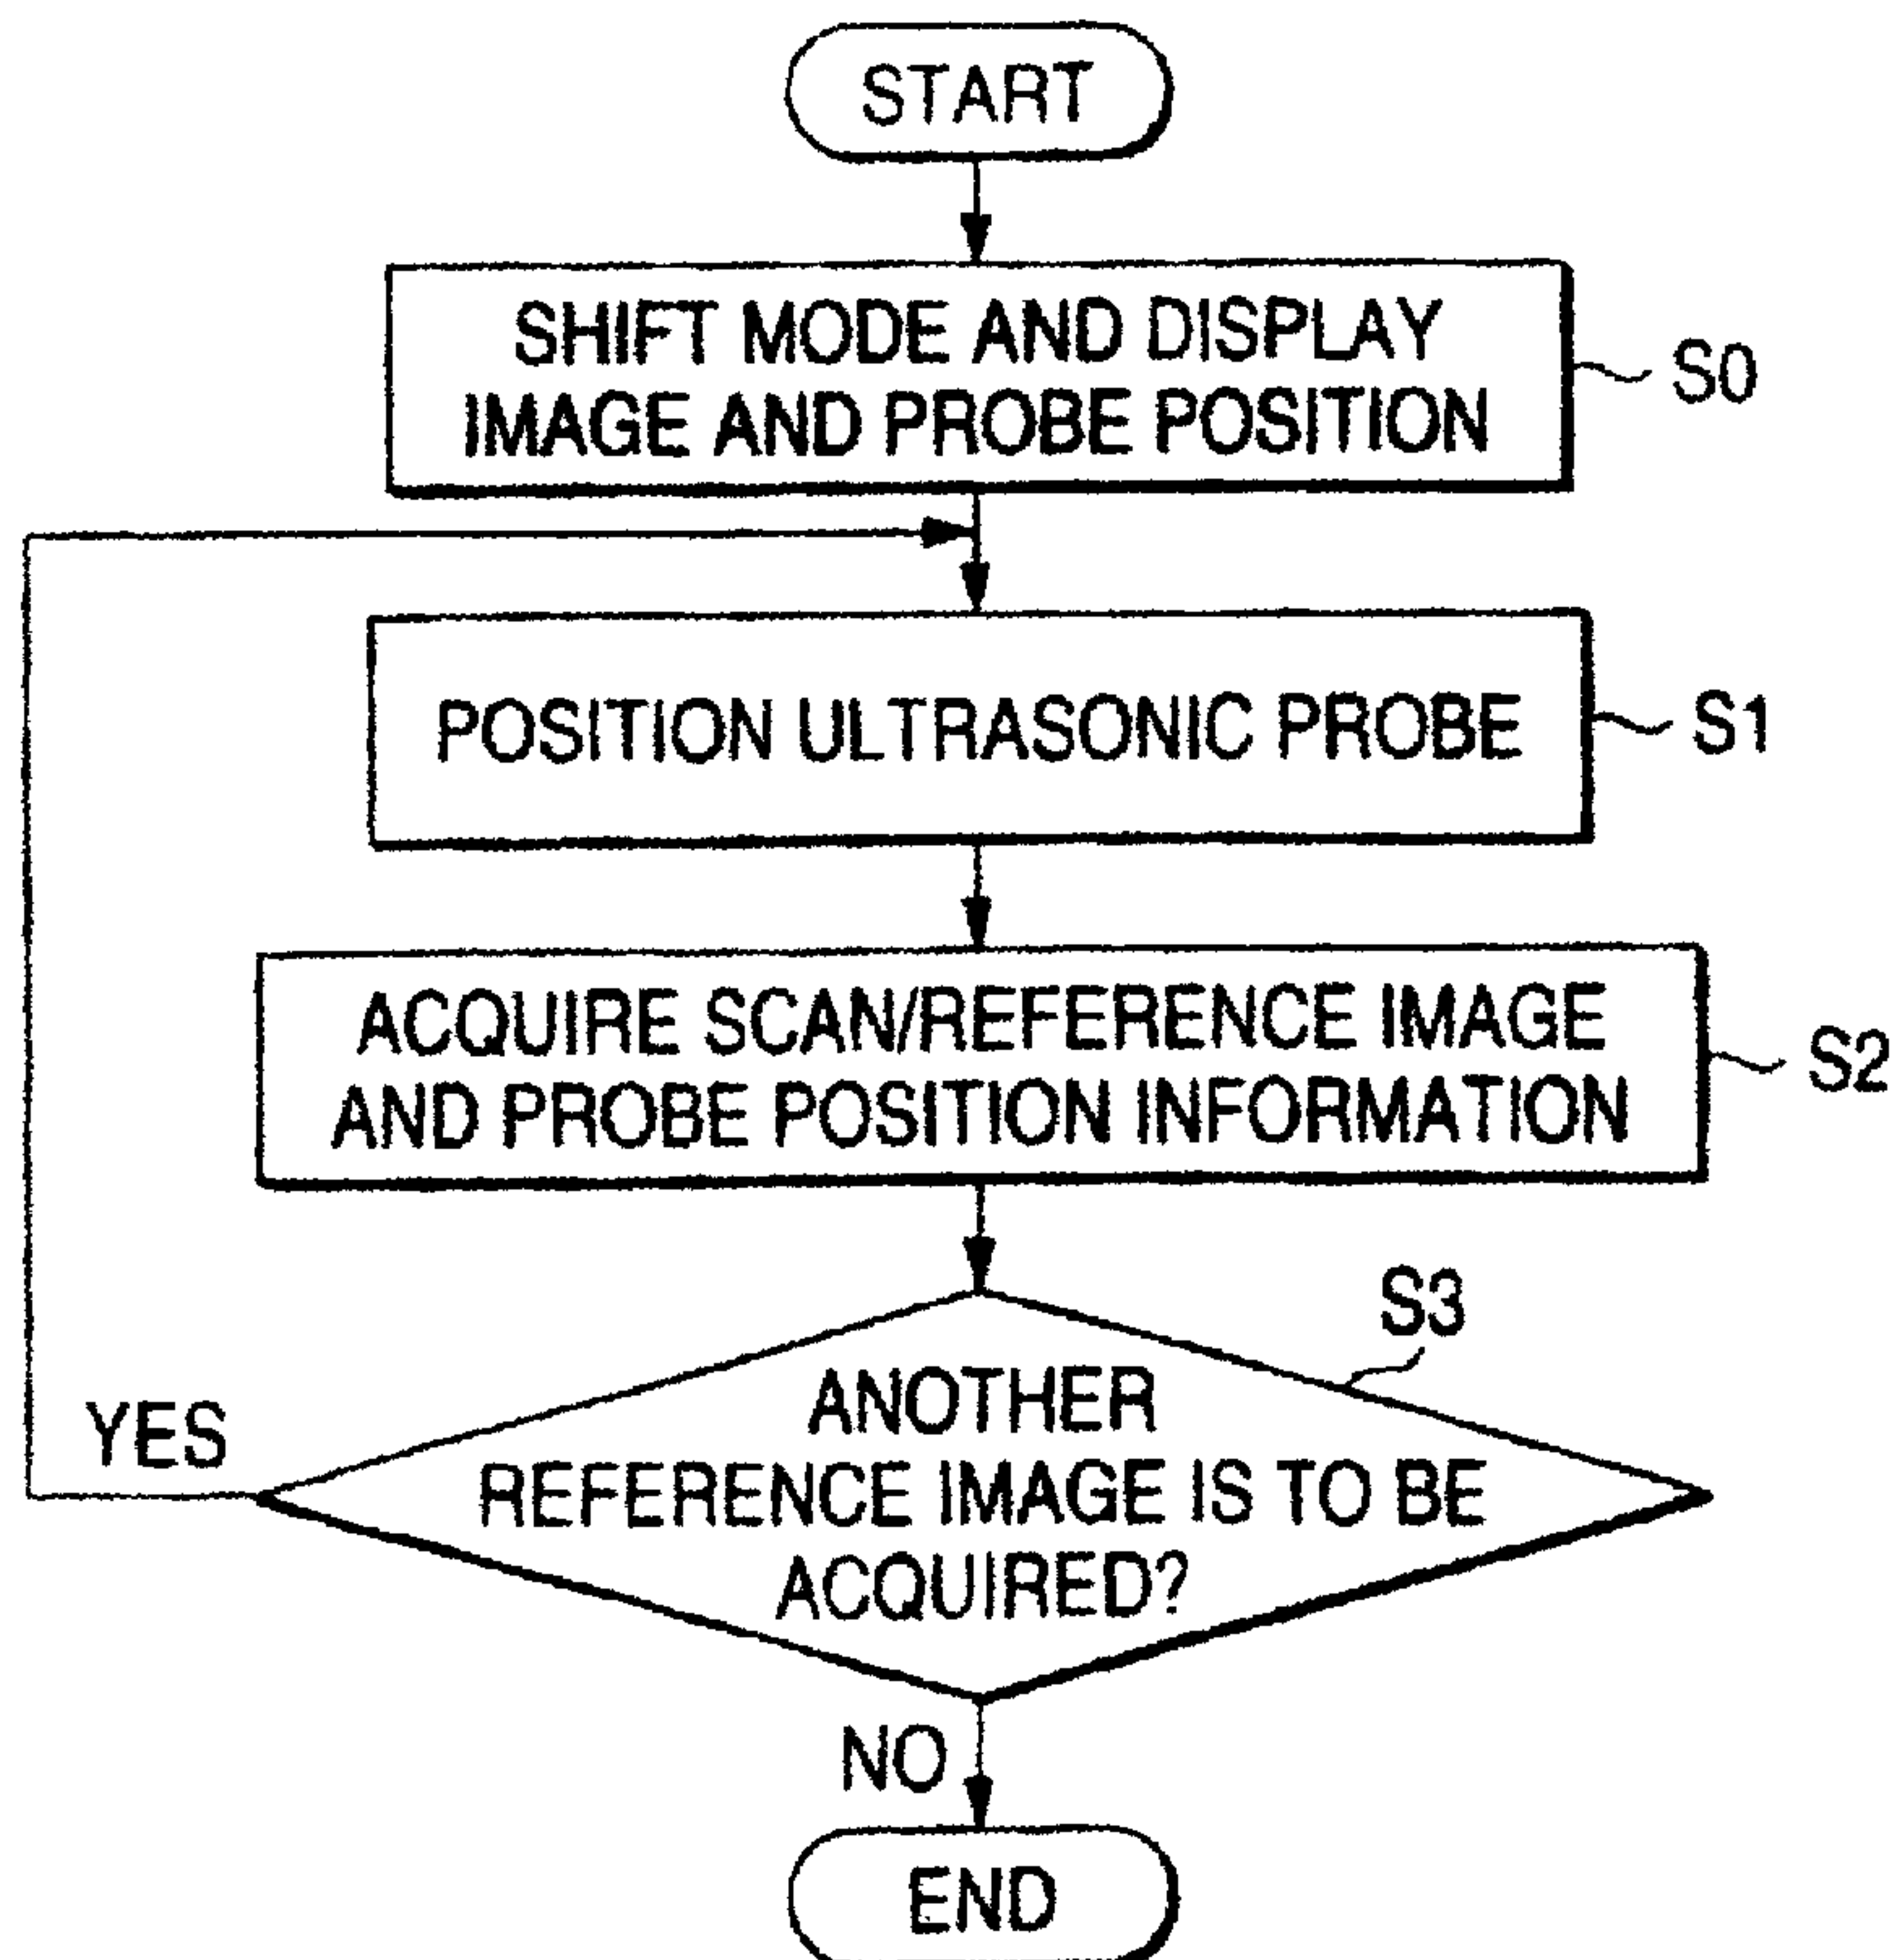 START
SHIFT MODE AND DISPLAY
IMAGE AND PROBE POSITION
S0
POSITION ULTRASONIC PROBE
S1
ACQUIRE SCAN/REFERENCE IMAGE
AND PROBE POSITION INFORMATION
S2
S3
ANOTHER
REFERENCE IMAGE IS TO BE
ACQUIRED?
YES
NO
END